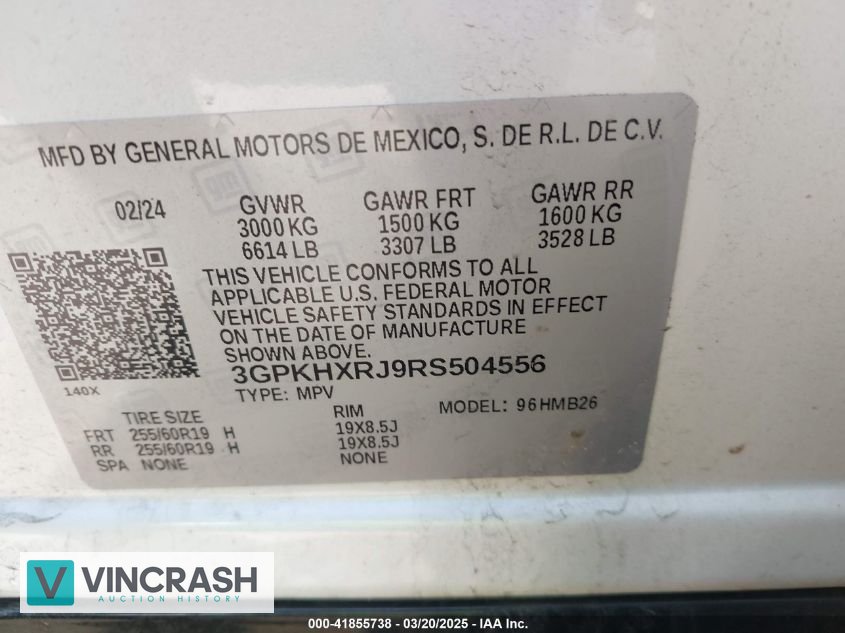 MFD BY GENERAL MOTORS DE MEXICO, S. DE R.L. DE C.V.
02/24 GVWR GAWR FRT GAWR RR
3000 KG 1500 KG 1600 KG
6614 LB 3307 LB 3528 LB
THIS VEHICLE CONFORMS TO ALL
APPLICABLE U.S. FEDERAL MOTOR
VEHICLE SAFETY STANDARDS IN EFFECT
ON THE DATE OF MANUFACTURE
SHOWN ABOVE.
3GPKHXRJ9RS504556
140X
TYPE: MPV MODEL: 96HMB26
TIRE SIZE RIM
FRT 255/60R19 H 19X8.5J
RR 255/60R19 H 19X8.5J
SPA NONE NONE
VINCRASH
AUCTION HISTORY
000-41855738 - 03/20/2025 - IAA Inc.